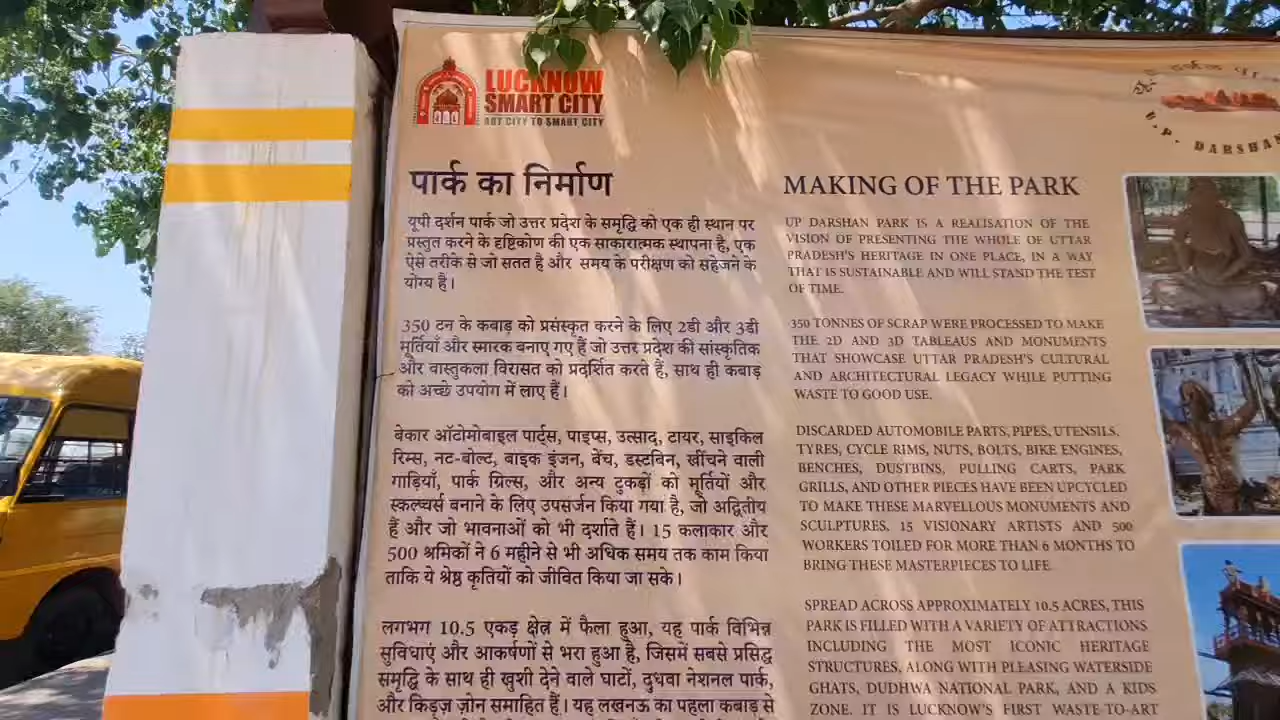 LUCKNOW
SMART CITY
ADT CITY TO SMART CITY
U.P. DARSHAN
पार्क का निर्माण
यूपी दर्शन पार्क जो उत्तर प्रदेश के समृद्धि को एक ही स्थान पर
प्रस्तुत करने के दृष्टिकोण की एक साकारात्मक स्थापना है, एक
ऐसे तरीके से जो सतत है और समय के परीक्षण को सहेजने के
योग्य है।
350 टन के कबाड़ को प्रसंस्कृत करने के लिए 2डी और 3डी
मूर्तियाँ और स्मारक बनाए गए हैं जो उत्तर प्रदेश की सांस्कृतिक
और वास्तुकला विरासत को प्रदर्शित करते हैं, साथ ही कबाड़
को अच्छे उपयोग में लाए हैं।
बेकार ऑटोमोबाइल पार्ट्स, पाइप्स, उत्साद, टायर, साइकिल
रिम्स, नट-बोल्ट, बाइक इंजन, बेंच, डस्टबिन, खींचने वाली
गाड़ियाँ, पार्क ग्रिल्स, और अन्य टुकड़ों को मूर्तियों और
स्कल्प्चर्स बनाने के लिए उपसर्जन किया गया है, जो अद्वितीय
हैं और जो भावनाओं को भी दर्शाते हैं। 15 कलाकार और
500 श्रमिकों ने 6 महीने से भी अधिक समय तक काम किया
ताकि ये श्रेष्ठ कृतियों को जीवित किया जा सके।
लगभग 10.5 एकड़ क्षेत्र में फैला हुआ, यह पार्क विभिन्न
सुविधाएं और आकर्षणों से भरा हुआ है, जिसमें सबसे प्रसिद्ध
समृद्धि के साथ ही खुशी देने वाले घाटों, दुधवा नेशनल पार्क,
और किड्ज़ ज़ोन समाहित हैं। यह लखनऊ का पहला कबाड़ से
MAKING OF THE PARK
UP DARSHAN PARK IS A REALISATION OF THE
VISION OF PRESENTING THE WHOLE OF UTTAR
PRADESH'S HERITAGE IN ONE PLACE, IN A WAY
THAT IS SUSTAINABLE AND WILL STAND THE TEST
OF TIME.
350 TONNES OF SCRAP WERE PROCESSED TO MAKE
THE 2D AND 3D TABLEAUS AND MONUMENTS
THAT SHOWCASE UTTAR PRADESH'S CULTURAL
AND ARCHITECTURAL LEGACY WHILE PUTTING
WASTE TO GOOD USE.
DISCARDED AUTOMOBILE PARTS, PIPES, UTENSILS,
TYRES, CYCLE RIMS, NUTS, BOLTS, BIKE ENGINES,
BENCHES, DUSTBINS, PULLING CARTS, PARK
GRILLS, AND OTHER PIECES HAVE BEEN UPCYCLED
TO MAKE THESE MARVELLOUS MONUMENTS AND
SCULPTURES. 15 VISIONARY ARTISTS AND 500
WORKERS TOILED FOR MORE THAN 6 MONTHS TO
BRING THESE MASTERPIECES TO LIFE.
SPREAD ACROSS APPROXIMATELY 10.5 ACRES, THIS
PARK IS FILLED WITH A VARIETY OF ATTRACTIONS
INCLUDING THE MOST ICONIC HERITAGE
STRUCTURES, ALONG WITH PLEASING WATERSIDE
GHATS, DUDHWA NATIONAL PARK, AND A KIDS
ZONE. IT IS LUCKNOW'S FIRST WASTE-TO-ART